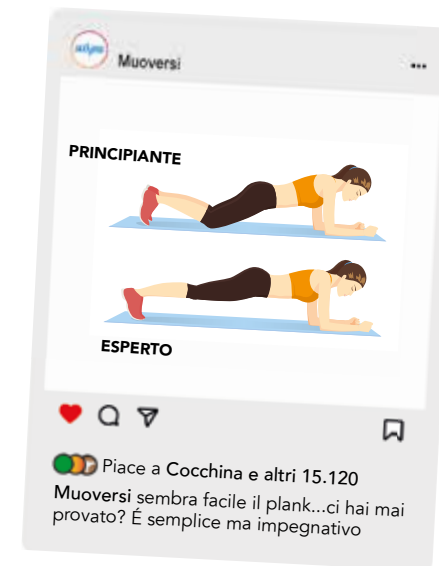 Muoversi
PRINCIPIANTE
ESPERTO
Piace a Cocchina e altri 15.120
Muoversi sembra facile il plank...ci hai mai
provato? É semplice ma impegnativo